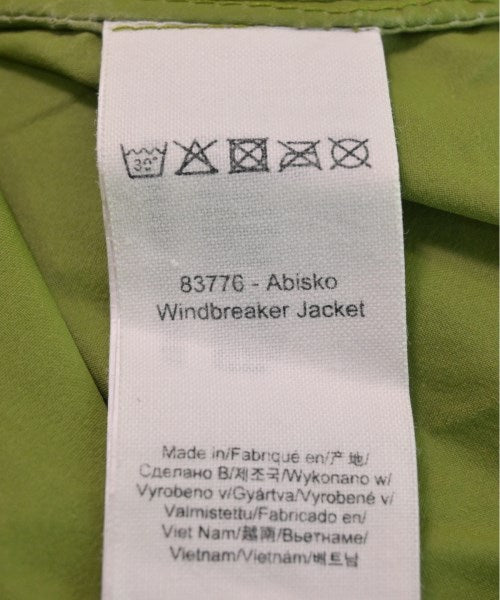 30°
83776 - Abisko
Windbreaker Jacket
Made in/Fabriqué en/产 地/
Сделано В/제조국/Wykonano w/
Vyrobeno v/Gyártva/Vyrobené v/
Valmistettu/Fabricado en/
Viet Nam/越南/Вьетнаме/
Vietnam/Vietnám/베트남